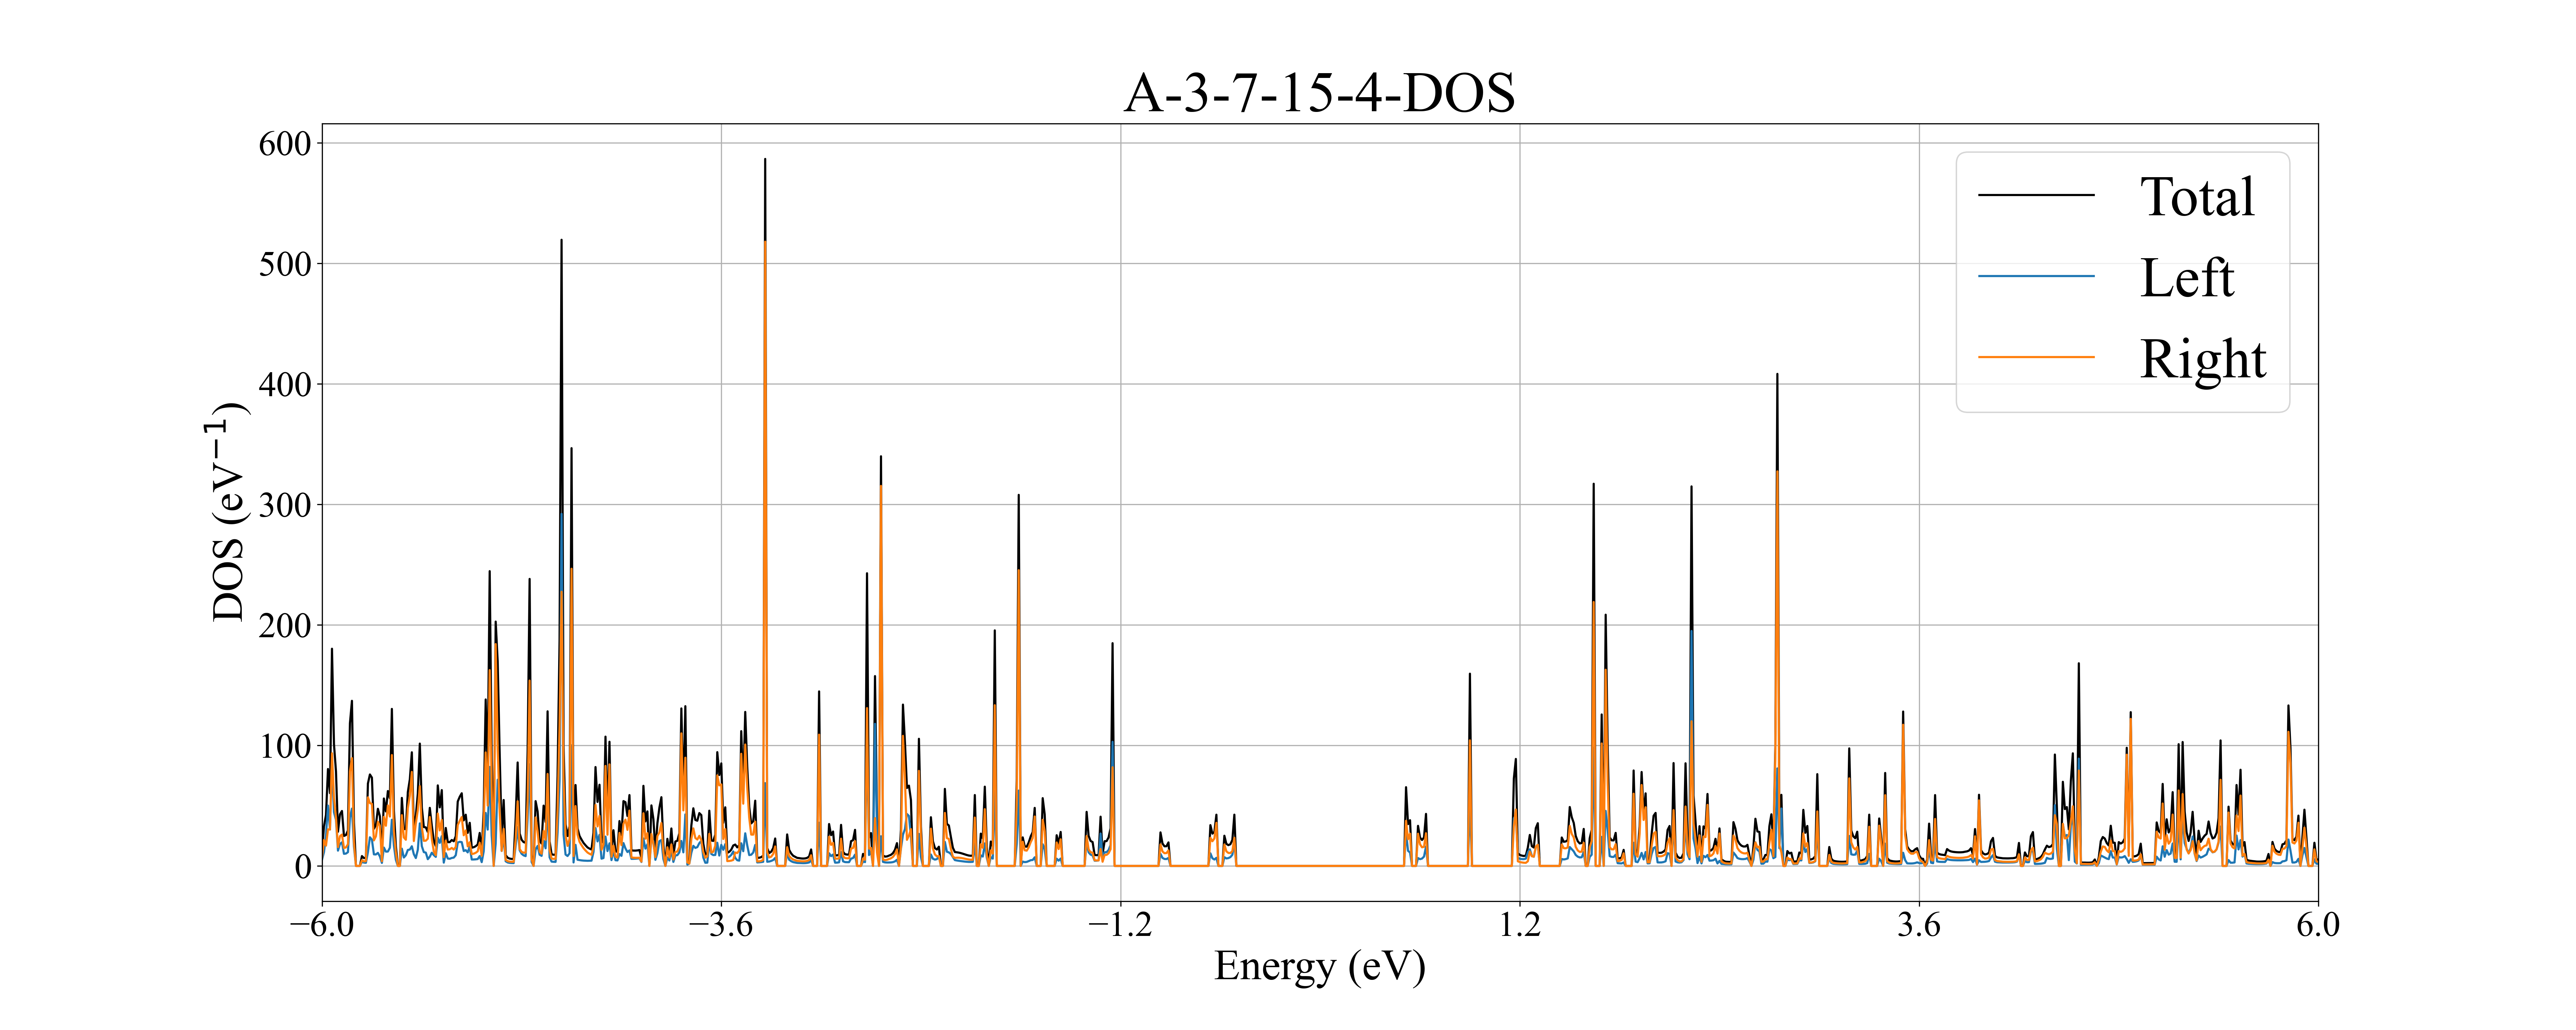 A-3-7-15-4-DOS
600
500
400
300
200
100
0
DOS (eV⁻¹)
Total
Left
Right
−6.0 −3.6 −1.2 1.2 3.6 6.0
Energy (eV)